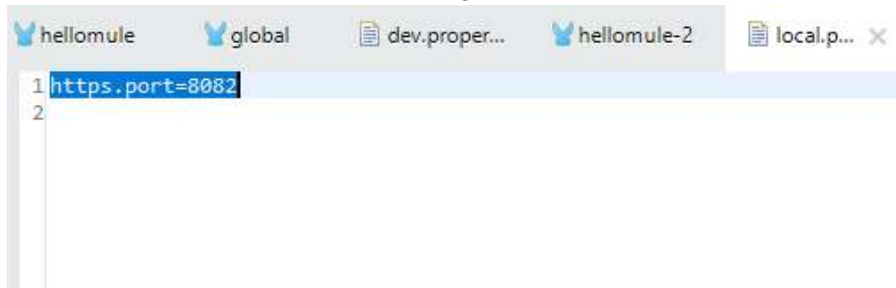 hellomule global dev.proper... hellomule-2 local.p...
1 https.port=8082
2